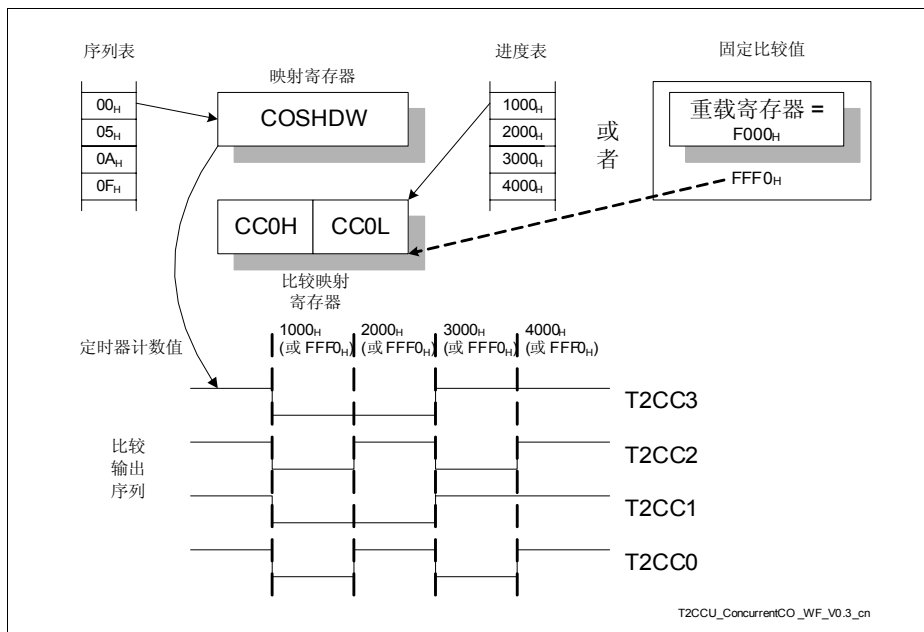 序列表
进度表
固定比较值
映射寄存器
00H
05H
0AH
0FH
COSHDW
1000H
2000H
3000H
4000H
或
者
重载寄存器 =
F000H
FFF0H
CC0H
CC0L
比较映射
寄存器
定时器计数值
1000H
(或 FFF0H)
2000H
(或 FFF0H)
3000H
(或 FFF0H)
4000H
(或 FFF0H)
比较
输出
序列
T2CC3
T2CC2
T2CC1
T2CC0
T2CCU_ConcurrentCO_WF_V0.3_cn